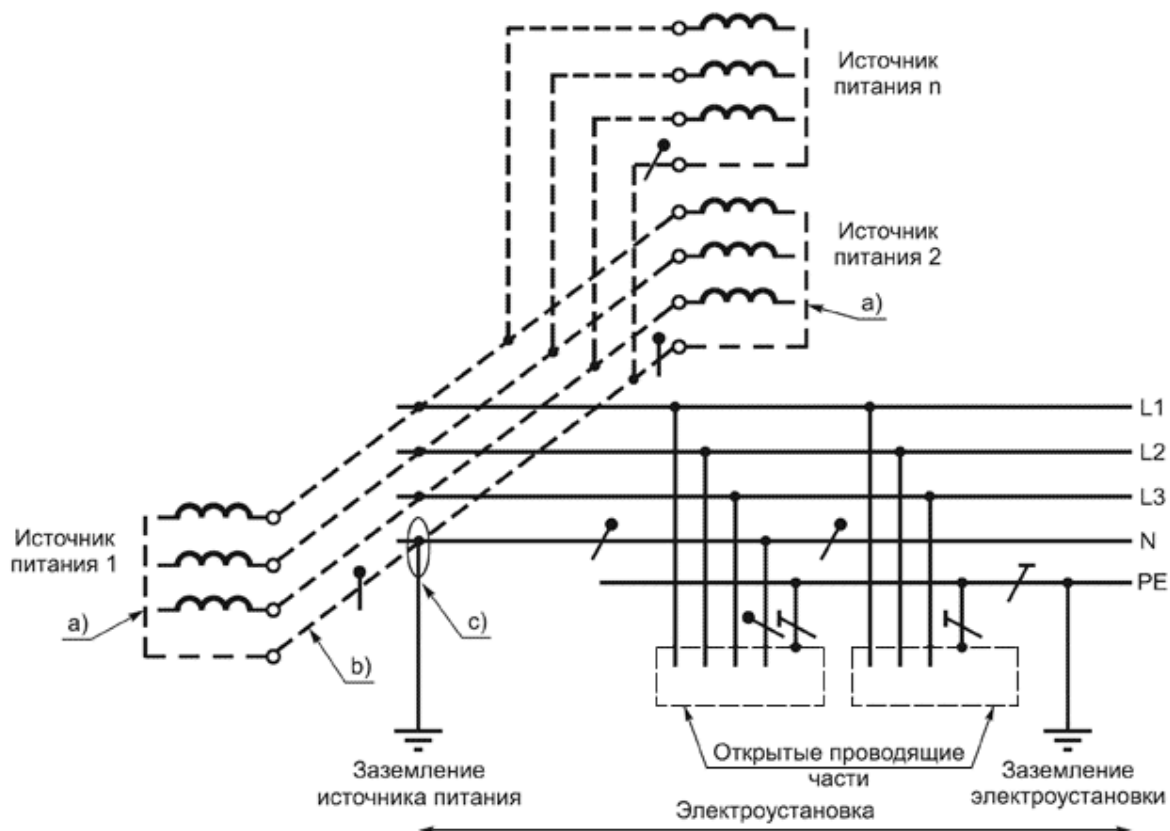 Источник
питания n
Источник
питания 2
a)
L1
L2
L3
N
PE
Источник
питания 1
a)
b)
c)
Открытые проводящие
части
Заземление
источника питания
Заземление
электроустановки
Электроустановка